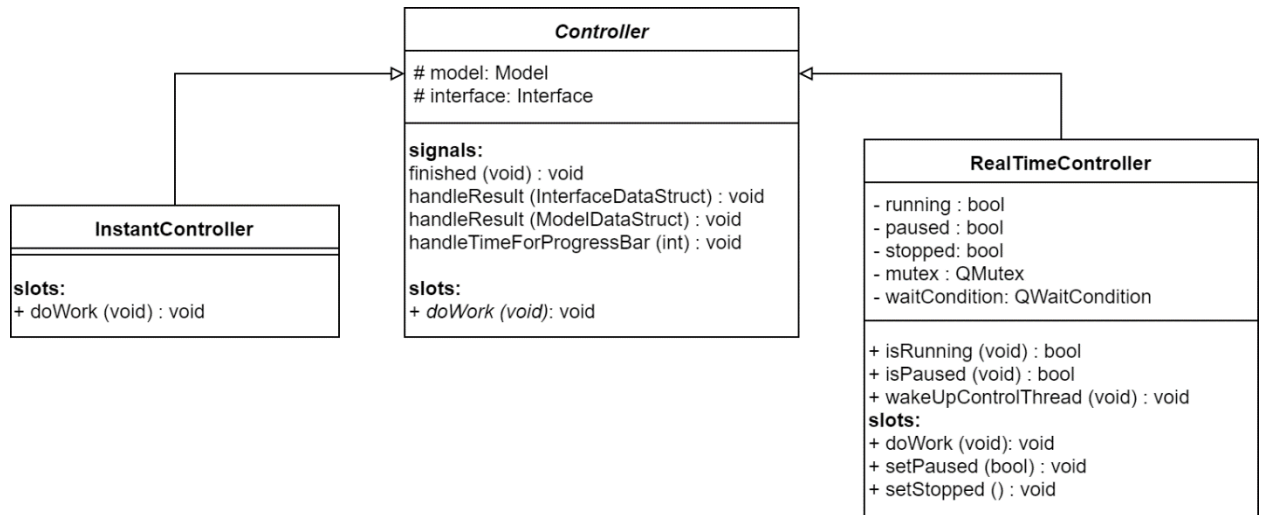 Controller
# model: Model
# interface: Interface
signals:
finished (void) : void
handleResult (InterfaceDataStruct) : void
handleResult (ModelDataStruct) : void
handleTimeForProgressBar (int) : void
slots:
+ doWork (void): void
InstantController
slots:
+ doWork (void) : void
RealTimeController
- running : bool
- paused : bool
- stopped: bool
- mutex : QMutex
- waitCondition: QWaitCondition
+ isRunning (void) : bool
+ isPaused (void) : bool
+ wakeUpControlThread (void) : void
slots:
+ doWork (void): void
+ setPaused (bool) : void
+ setStopped () : void